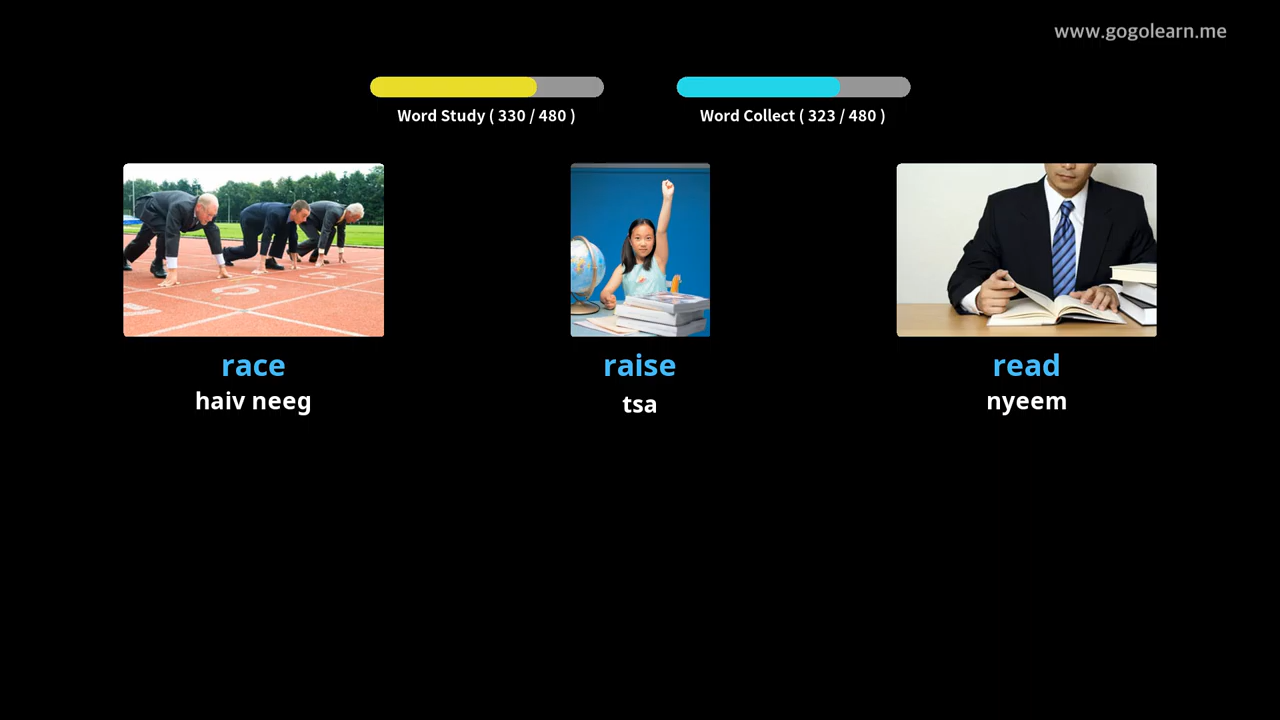 www.gogolearn.me
Word Study ( 330 / 480 )
Word Collect ( 323 / 480 )
race
haiv neeg
raise
tsa
read
nyeem